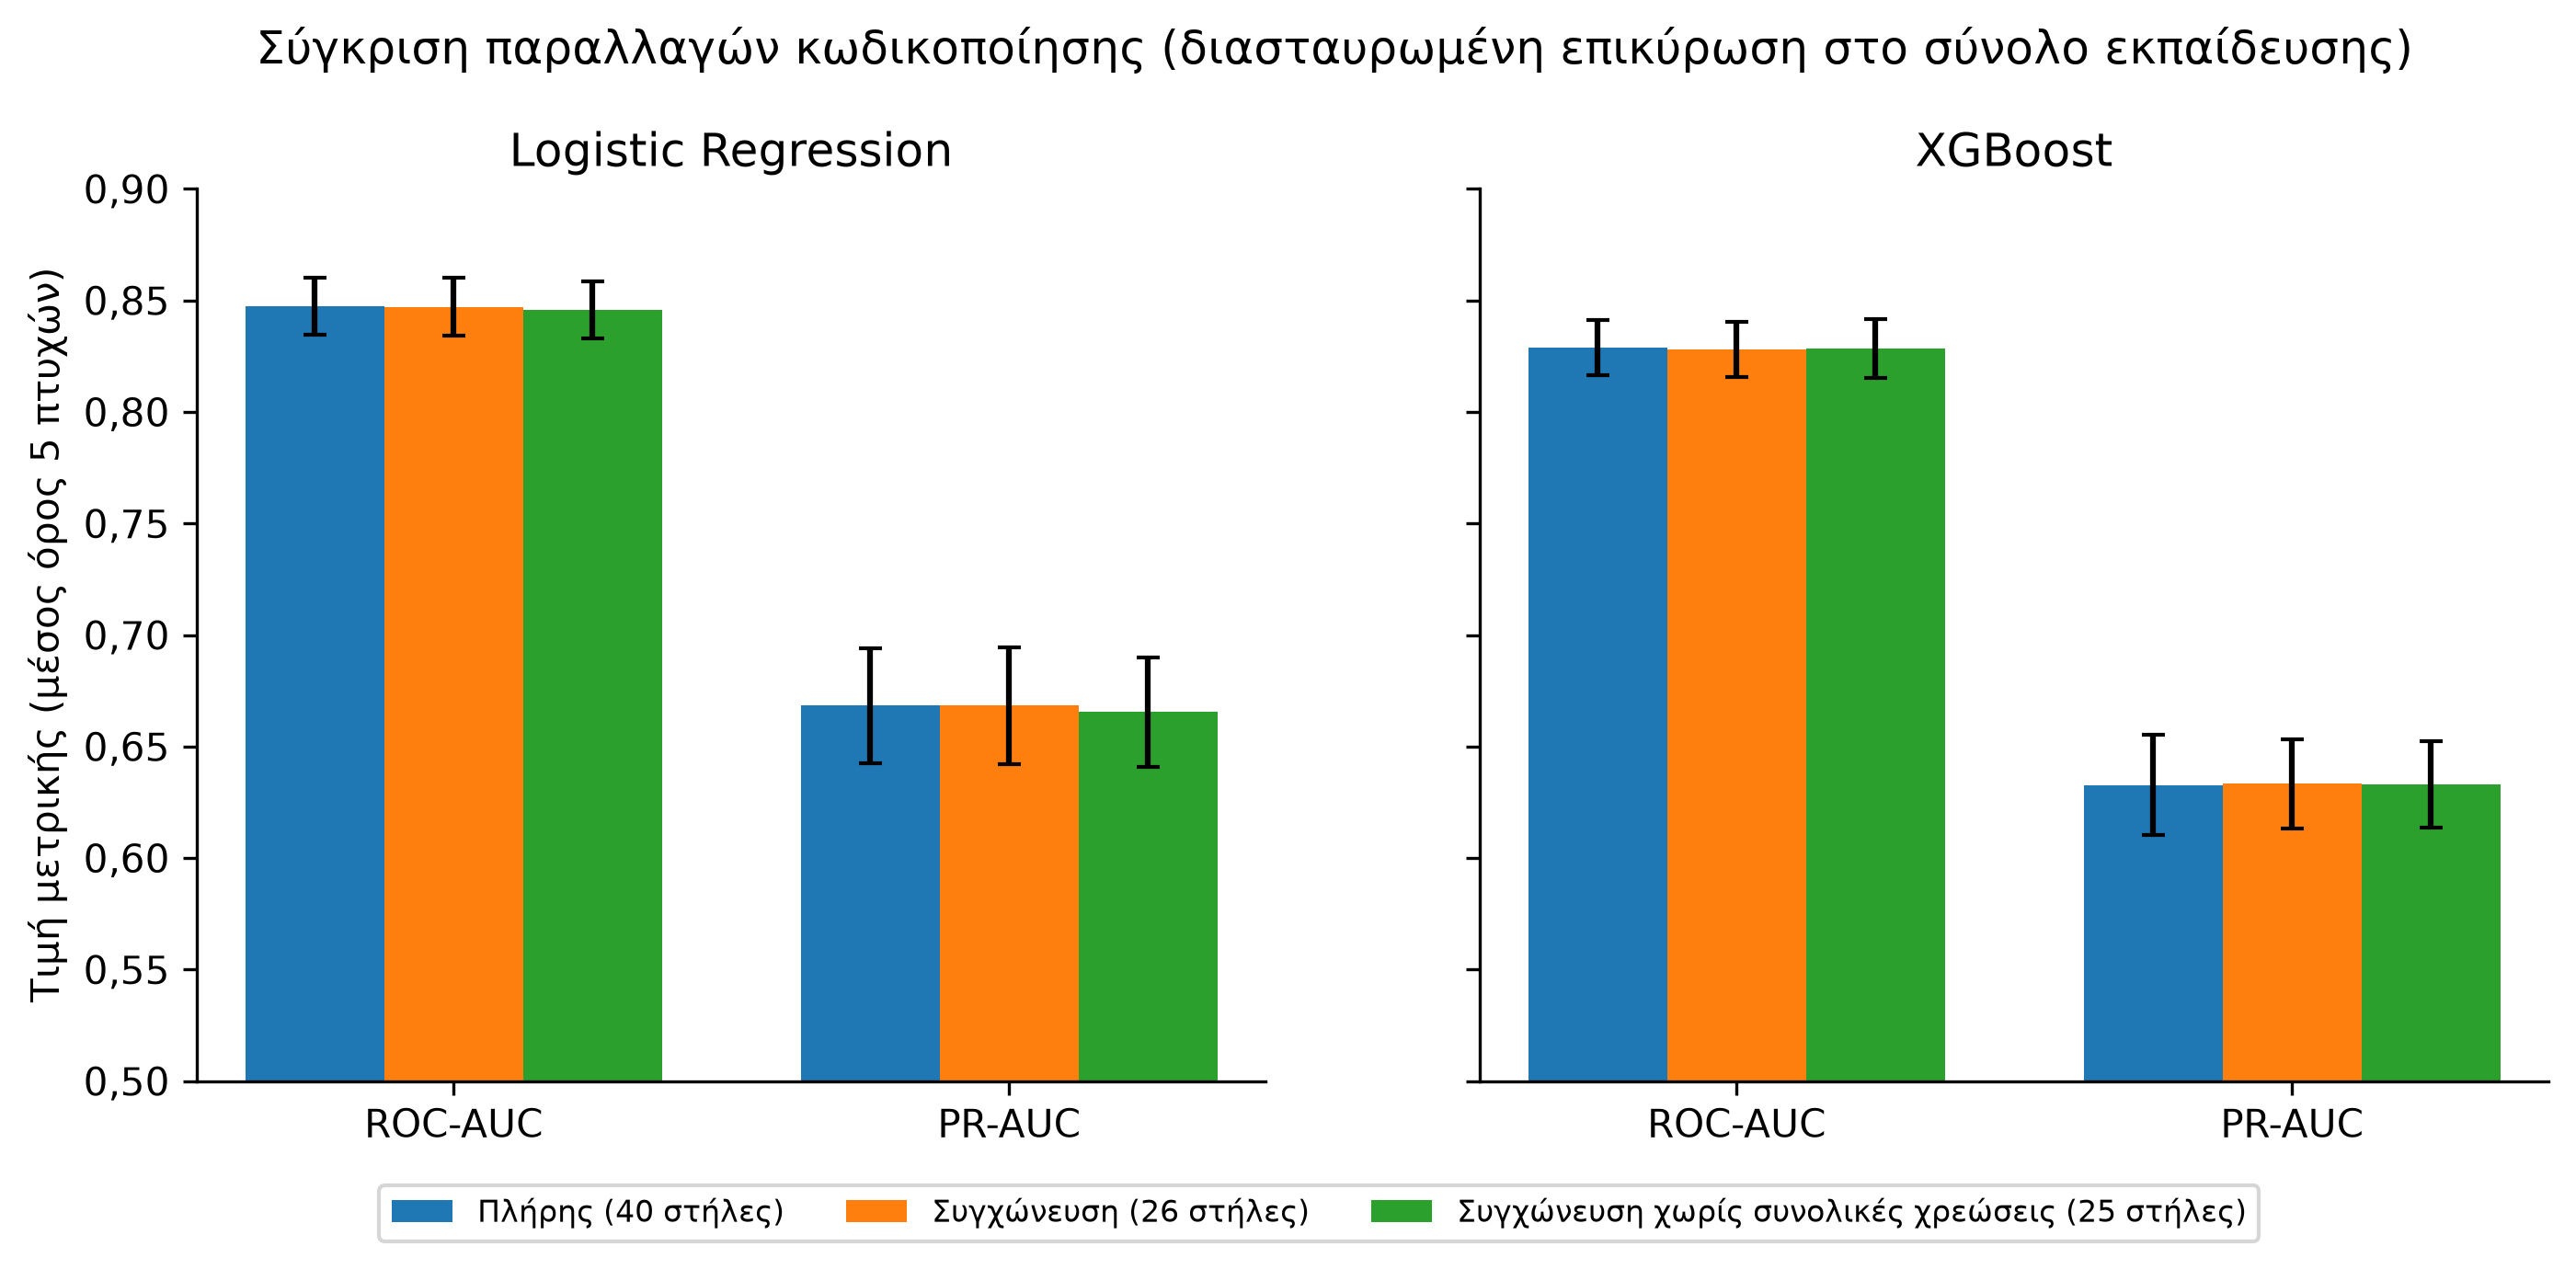 Σύγκριση παραλλαγών κωδικοποίησης (διασταυρωμένη επικύρωση στο σύνολο εκπαίδευσης)
Logistic Regression
XGBoost
Τιμή μετρικής (μέσος όρος 5 πτυχών)
0,90
0,85
0,80
0,75
0,70
0,65
0,60
0,55
0,50
ROC-AUC
PR-AUC
ROC-AUC
PR-AUC
Πλήρης (40 στήλες)
Συγχώνευση (26 στήλες)
Συγχώνευση χωρίς συνολικές χρεώσεις (25 στήλες)